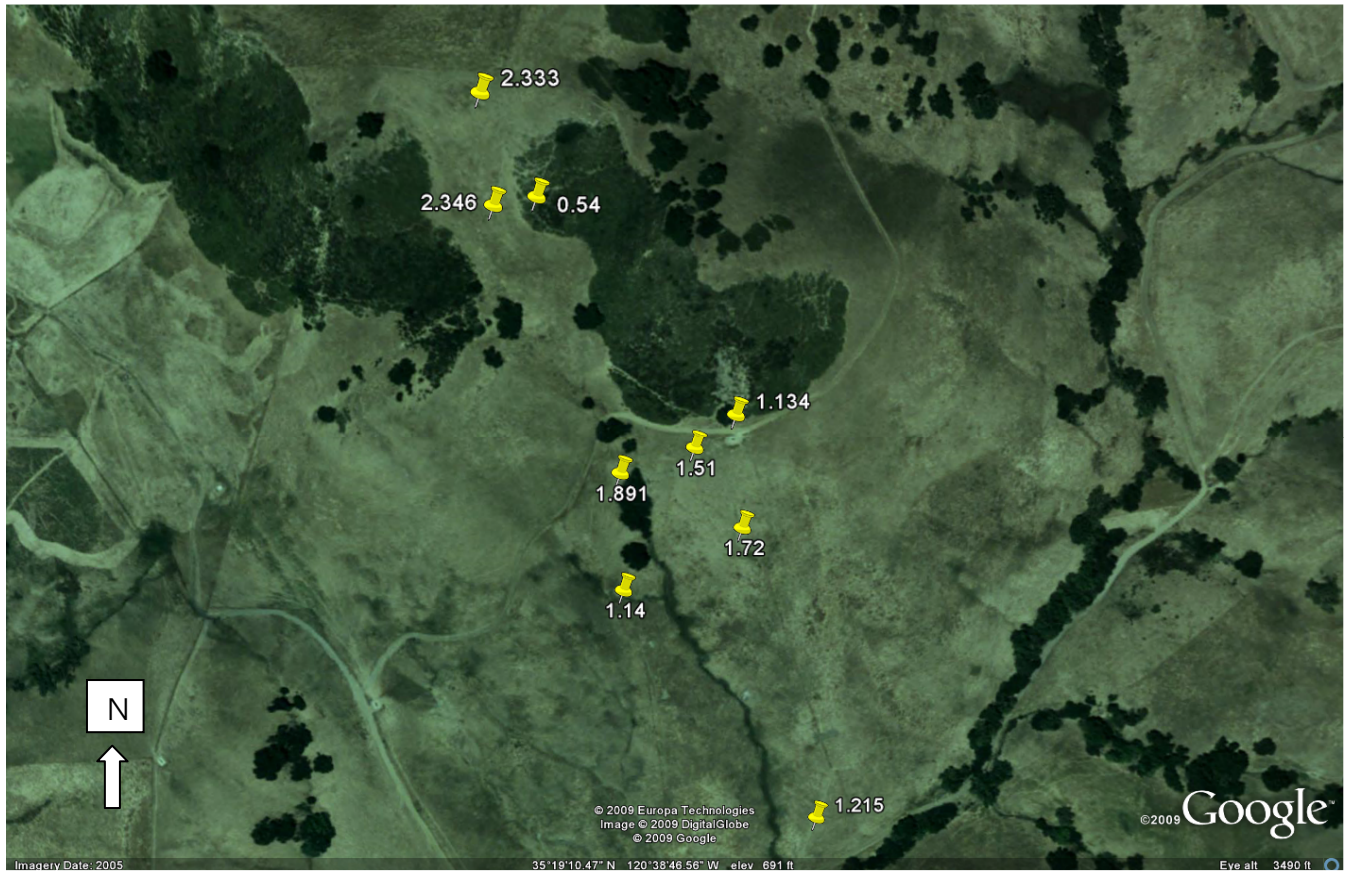 2.333
2.346
0.54
1.134
1.51
1.891
1.72
1.14
N
1.215
© 2009 Europa Technologies
Image © 2009 DigitalGlobe
© 2009 Google
©2009 Google™
Imagery Date: 2005 35°19'10.47" N 120°38'46.56" W elev 691 ft Eye alt 3490 ft